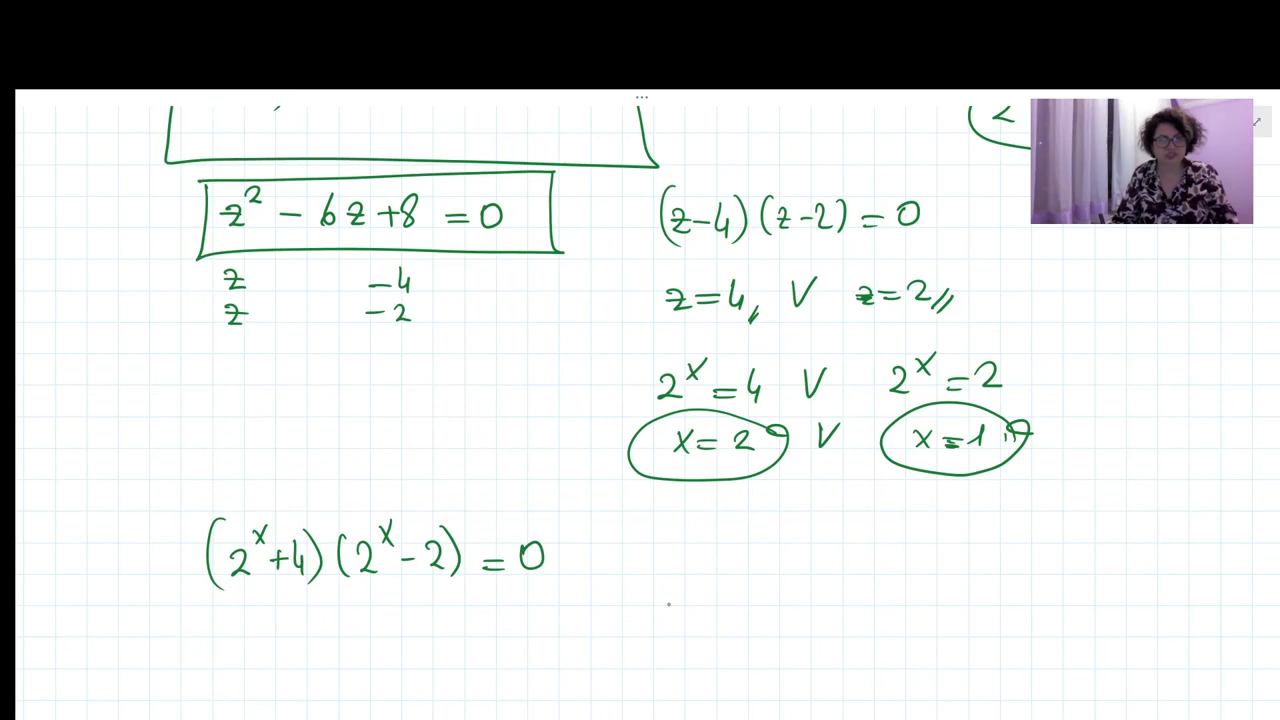 2
z² - 6z + 8 = 0
z -4
z -2
(z-4)(z-2) = 0
z = 4 ∨ z = 2
2ˣ = 4 ∨ 2ˣ = 2
x = 2 ∨ x = 1
(2ˣ+4)(2ˣ-2) = 0